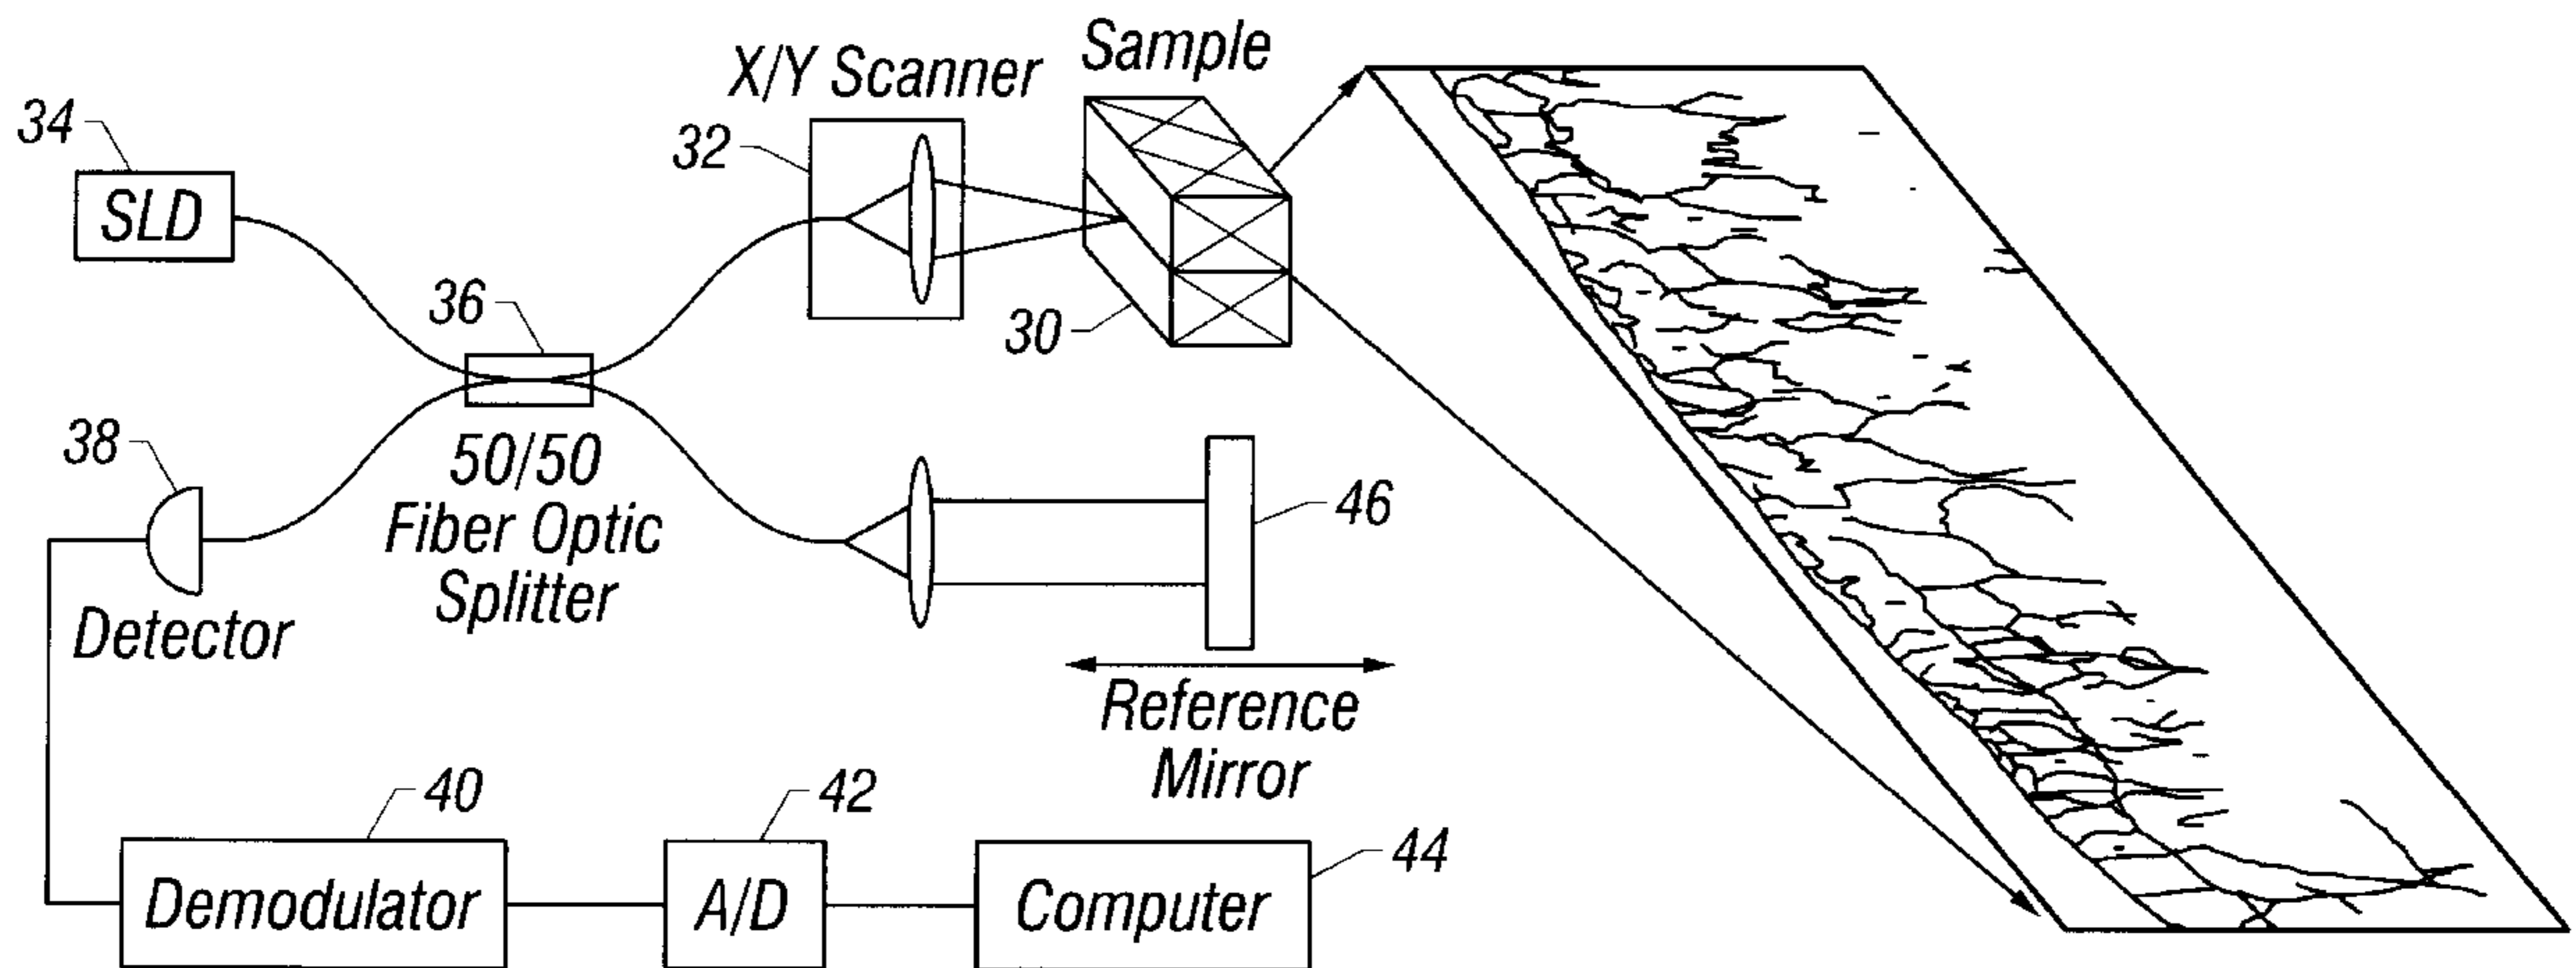 Sample
X/Y Scanner
34
32
SLD
36
30
38
50/50
Fiber Optic
Splitter
46
Detector
Reference
Mirror
40
42
44
Demodulator
A/D
Computer